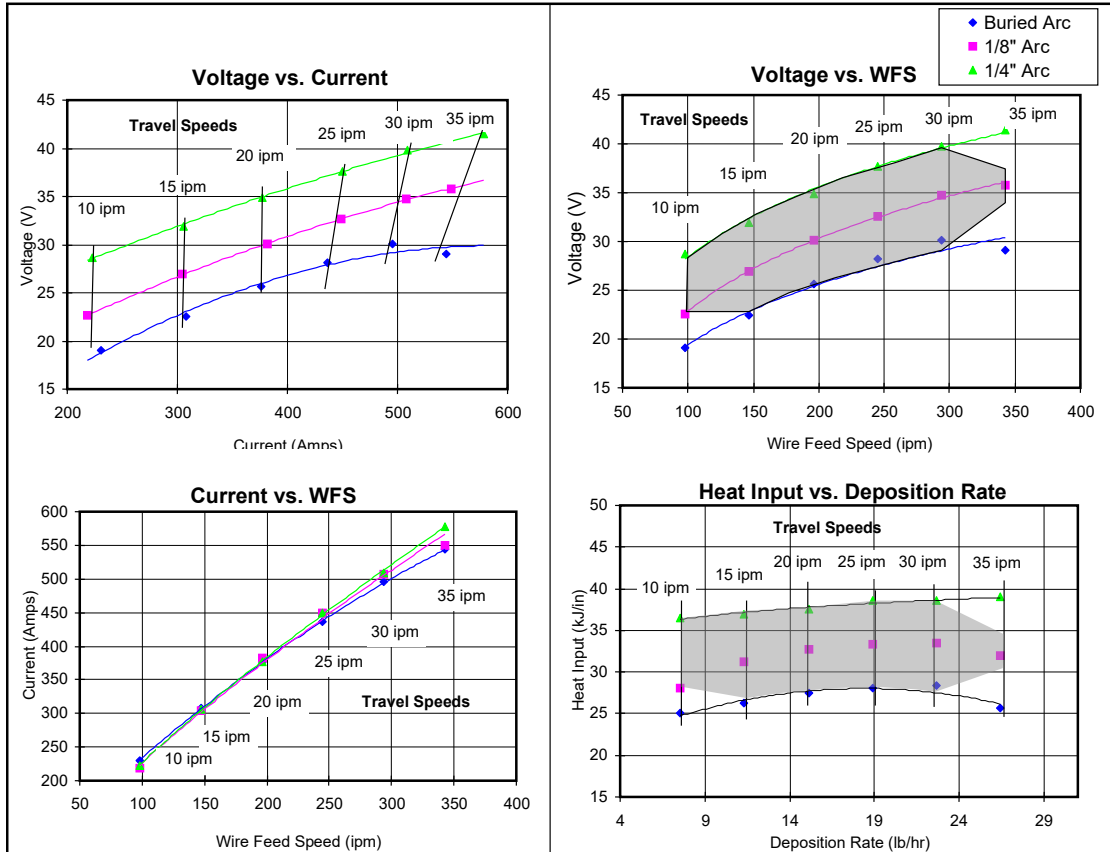 Buried Arc
1/8" Arc
1/4" Arc
Voltage vs. Current
45
40
35
30
25
20
15
Voltage (V)
Travel Speeds
10 ipm
15 ipm
20 ipm
25 ipm
30 ipm
35 ipm
200 300 400 500 600
Current (Amps)
Voltage vs. WFS
45
40
35
30
25
20
15
Voltage (V)
Travel Speeds
10 ipm
15 ipm
20 ipm
25 ipm
30 ipm
35 ipm
50 100 150 200 250 300 350 400
Wire Feed Speed (ipm)
Current vs. WFS
600
550
500
450
400
350
300
250
200
Current (Amps)
10 ipm
15 ipm
20 ipm
25 ipm
30 ipm
35 ipm
Travel Speeds
50 100 150 200 250 300 350 400
Wire Feed Speed (ipm)
Heat Input vs. Deposition Rate
50
45
40
35
30
25
20
15
Heat Input (kJ/in)
Travel Speeds
10 ipm
15 ipm
20 ipm
25 ipm
30 ipm
35 ipm
4 9 14 19 24 29
Deposition Rate (lb/hr)